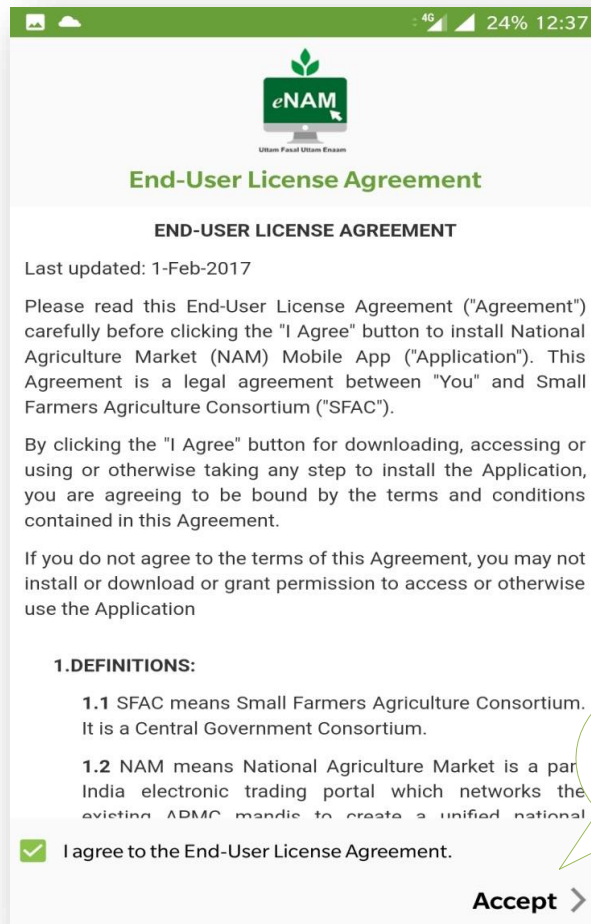 4G 24% 12:37
eNAM
Uttam Fasal Uttam Enaam
End-User License Agreement
END-USER LICENSE AGREEMENT
Last updated: 1-Feb-2017
Please read this End-User License Agreement ("Agreement")
carefully before clicking the "I Agree" button to install National
Agriculture Market (NAM) Mobile App ("Application"). This
Agreement is a legal agreement between "You" and Small
Farmers Agriculture Consortium ("SFAC").
By clicking the "I Agree" button for downloading, accessing or
using or otherwise taking any step to install the Application,
you are agreeing to be bound by the terms and conditions
contained in this Agreement.
If you do not agree to the terms of this Agreement, you may not
install or download or grant permission to access or otherwise
use the Application
1.DEFINITIONS:
1.1 SFAC means Small Farmers Agriculture Consortium.
It is a Central Government Consortium.
1.2 NAM means National Agriculture Market is a pan
India electronic trading portal which networks the
existing APMC mandis to create a unified national
I agree to the End-User License Agreement.
Accept